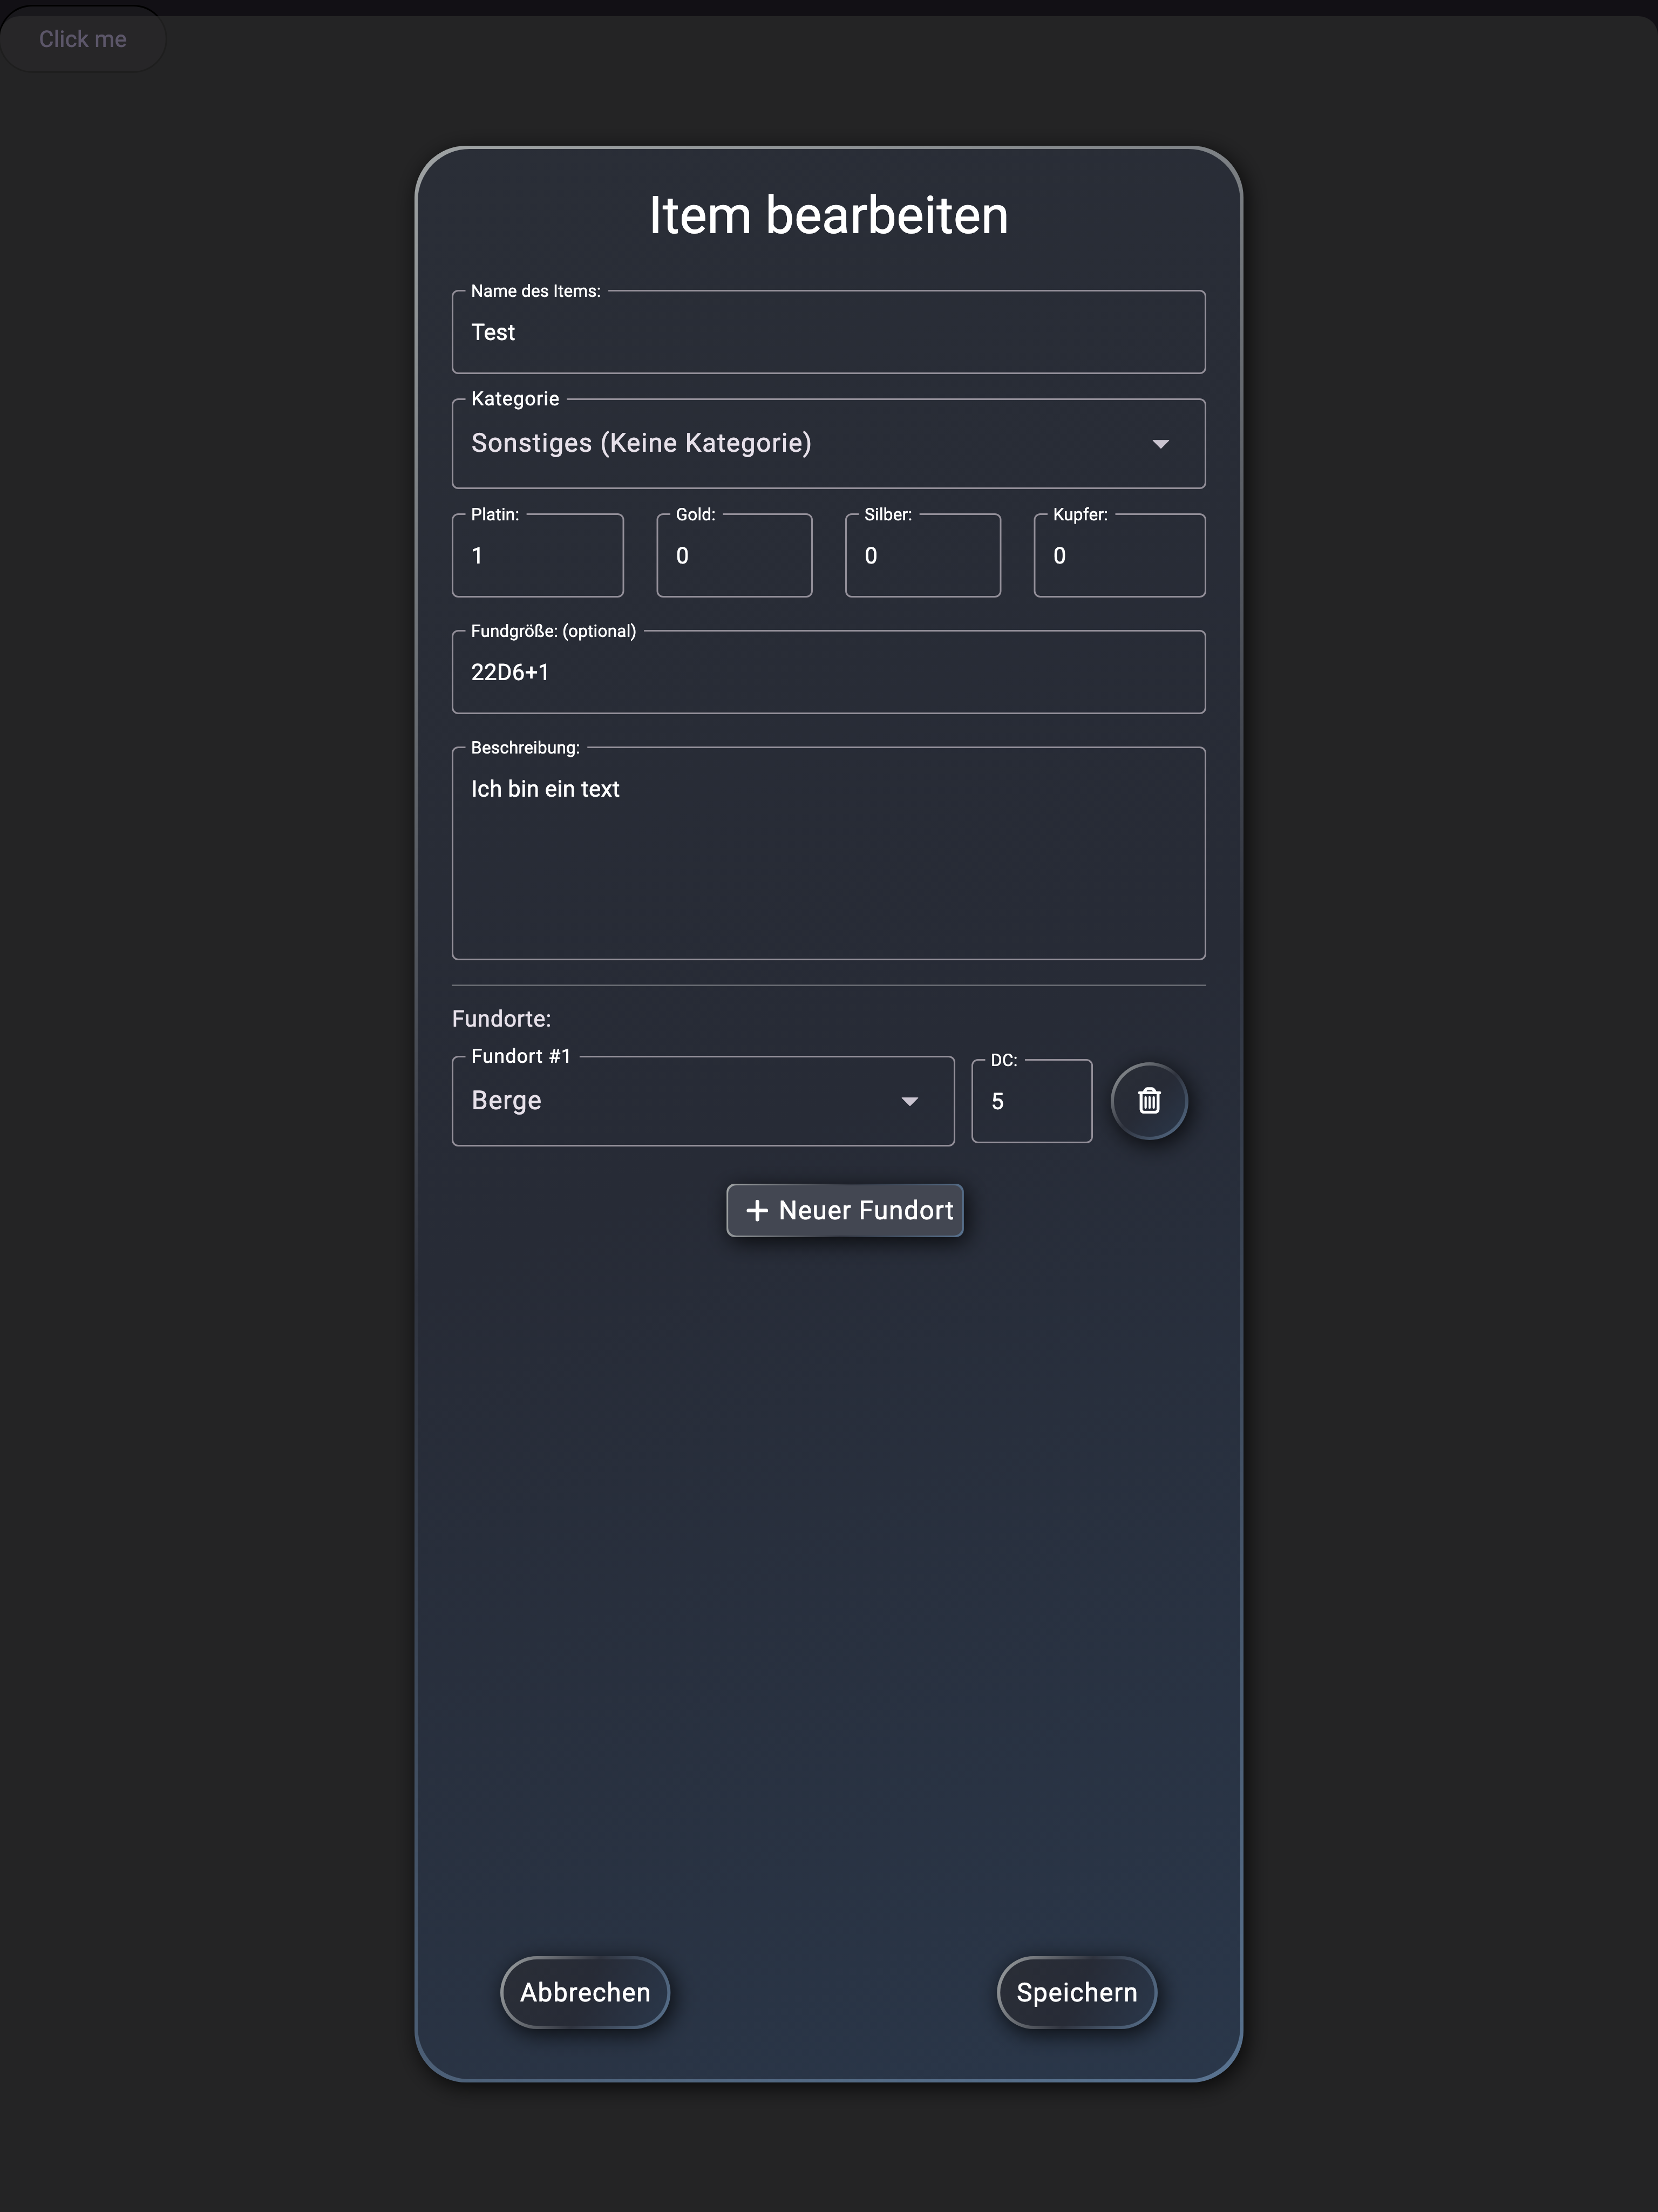 Click me
Item bearbeiten
Name des Items:
Test
Kategorie
Sonstiges (Keine Kategorie)
Platin: Gold: Silber: Kupfer:
1 0 0 0
Fundgröße: (optional)
22D6+1
Beschreibung:
Ich bin ein text
Fundorte:
Fundort #1 DC:
Berge 5
+ Neuer Fundort
Abbrechen Speichern